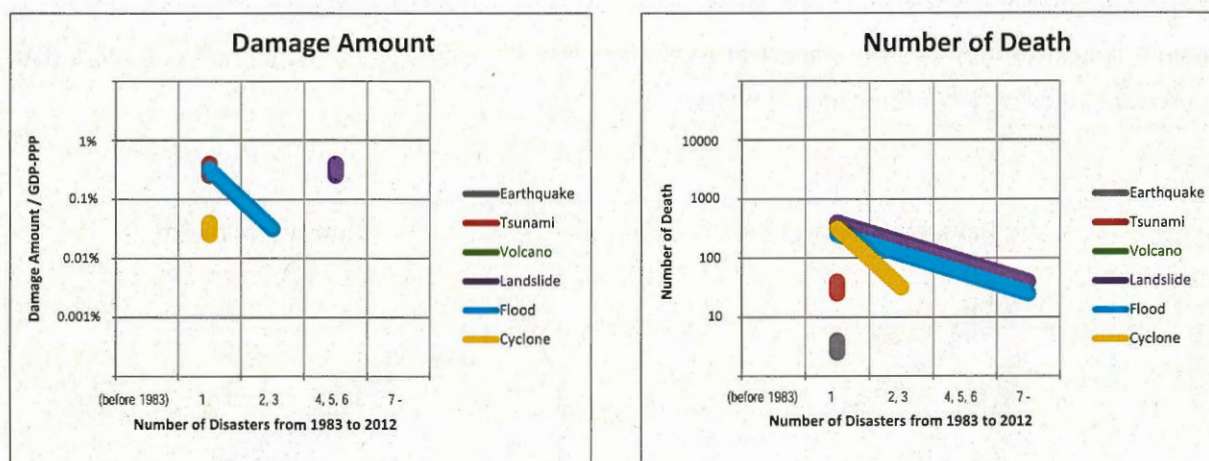 Damage Amount
Damage Amount / GDP-PPP
1%
0.1%
0.01%
0.001%
(before 1983) 1 2, 3 4, 5, 6 7 -
Number of Disasters from 1983 to 2012
Earthquake
Tsunami
Volcano
Landslide
Flood
Cyclone
Number of Death
Number of Death
10000
1000
100
10
(before 1983) 1 2, 3 4, 5, 6 7 -
Number of Disasters from 1983 to 2012
Earthquake
Tsunami
Volcano
Landslide
Flood
Cyclone